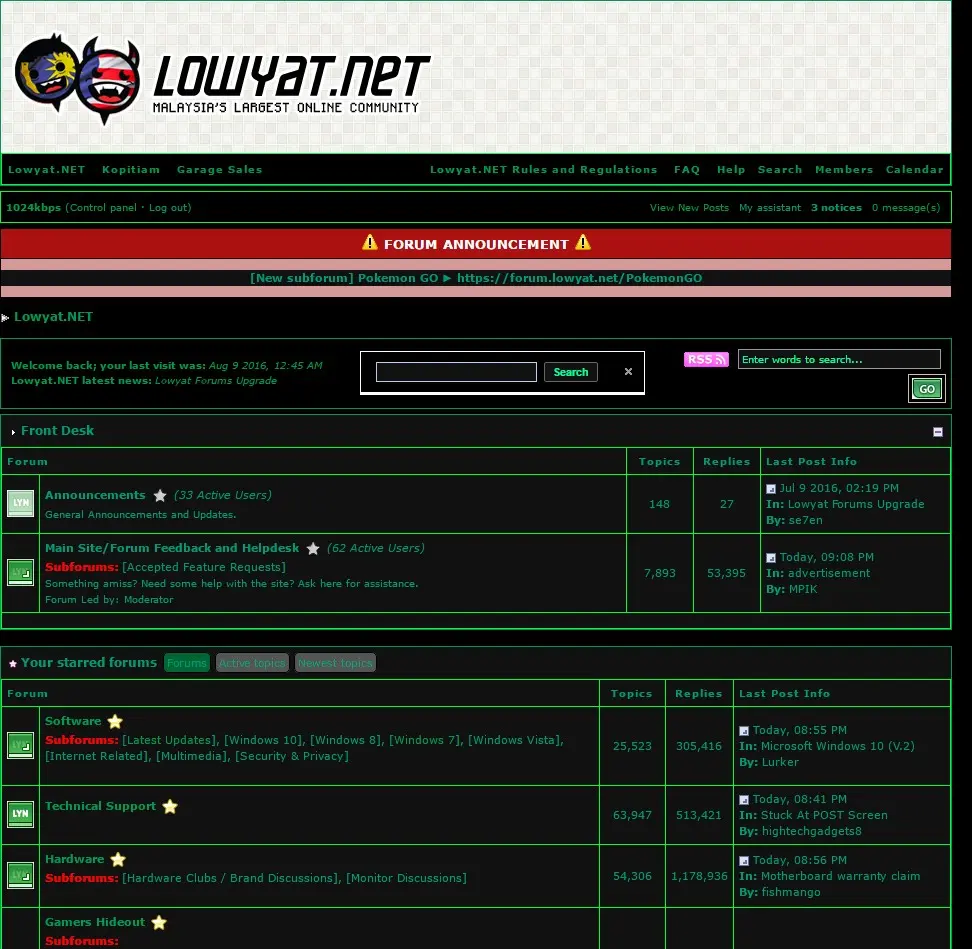 LOWYAT.NET
MALAYSIA'S LARGEST ONLINE COMMUNITY
Lowyat.NET Kopitiam Garage Sales Lowyat.NET Rules and Regulations FAQ Help Search Members Calendar
1024kbps (Control panel · Log out) View New Posts My assistant 3 notices 0 message(s)
FORUM ANNOUNCEMENT
[New subforum] Pokemon GO ► https://forum.lowyat.net/PokemonGO
Lowyat.NET
Welcome back; your last visit was: Aug 9 2016, 12:45 AM
Lowyat.NET latest news: Lowyat Forums Upgrade
Search ×
RSS Enter words to search...
GO
Front Desk
Forum Topics Replies Last Post Info
LYN
Announcements (33 Active Users)
General Announcements and Updates.
148
27
Jul 9 2016, 02:19 PM
In: Lowyat Forums Upgrade
By: se7en
Main Site/Forum Feedback and Helpdesk (62 Active Users)
Subforums: [Accepted Feature Requests]
Something amiss? Need some help with the site? Ask here for assistance.
Forum Led by: Moderator
7,893
53,395
Today, 09:08 PM
In: advertisement
By: MPIK
Your starred forums Forums Active topics Newest topics
Forum Topics Replies Last Post Info
Software
Subforums: [Latest Updates], [Windows 10], [Windows 8], [Windows 7], [Windows Vista],
[Internet Related], [Multimedia], [Security & Privacy]
25,523
305,416
Today, 08:55 PM
In: Microsoft Windows 10 (V.2)
By: Lurker
LYN
Technical Support
63,947
513,421
Today, 08:41 PM
In: Stuck At POST Screen
By: hightechgadgets8
Hardware
Subforums: [Hardware Clubs / Brand Discussions], [Monitor Discussions]
54,306
1,178,936
Today, 08:56 PM
In: Motherboard warranty claim
By: fishmango
Gamers Hideout
Subforums: